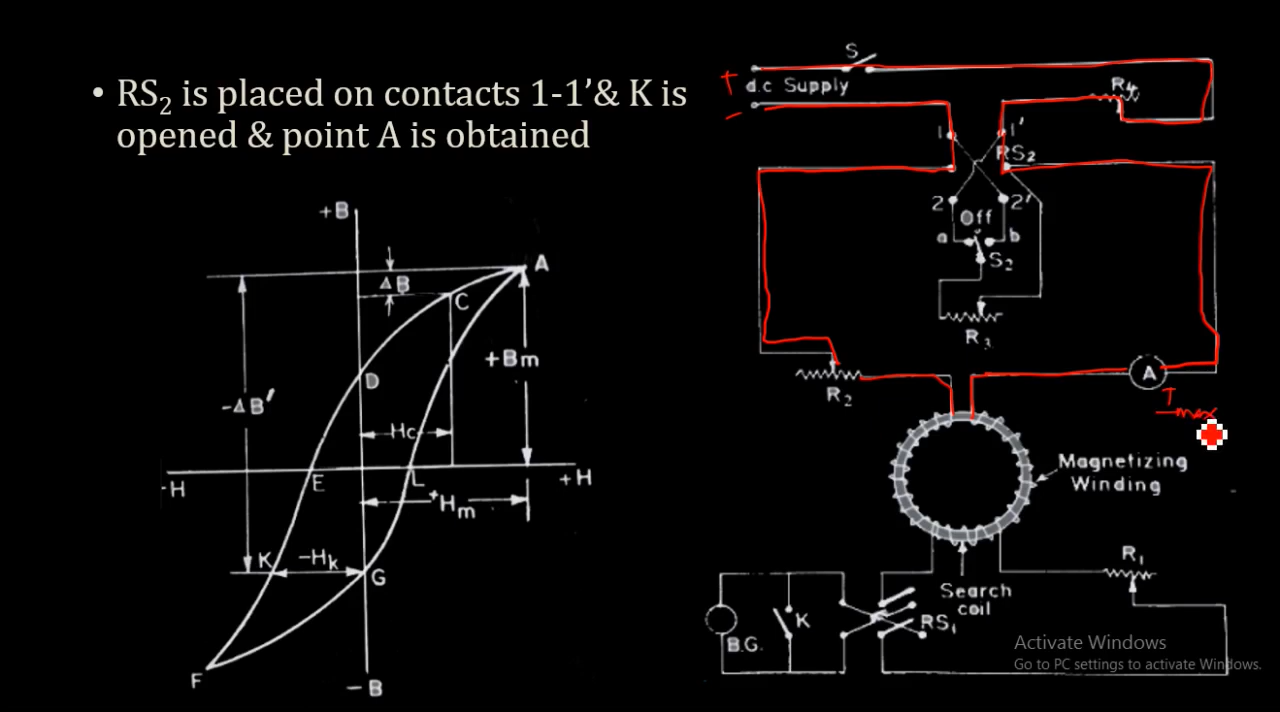 • RS₂ is placed on contacts 1-1’& K is
opened & point A is obtained
+B
A
ΔB
C
+Bm
D
-ΔB'
Hc
-H
E
L
+H
+Hm
K
-Hk
G
F
-B
S
+
d.c Supply
-
R4
1
1'
RS2
2
2'
Off
a
b
S2
R3
R2
A
Imax
Magnetizing
Winding
R1
Search
coil
RS1
K
B.G.
Activate Windows
Go to PC settings to activate Windows.